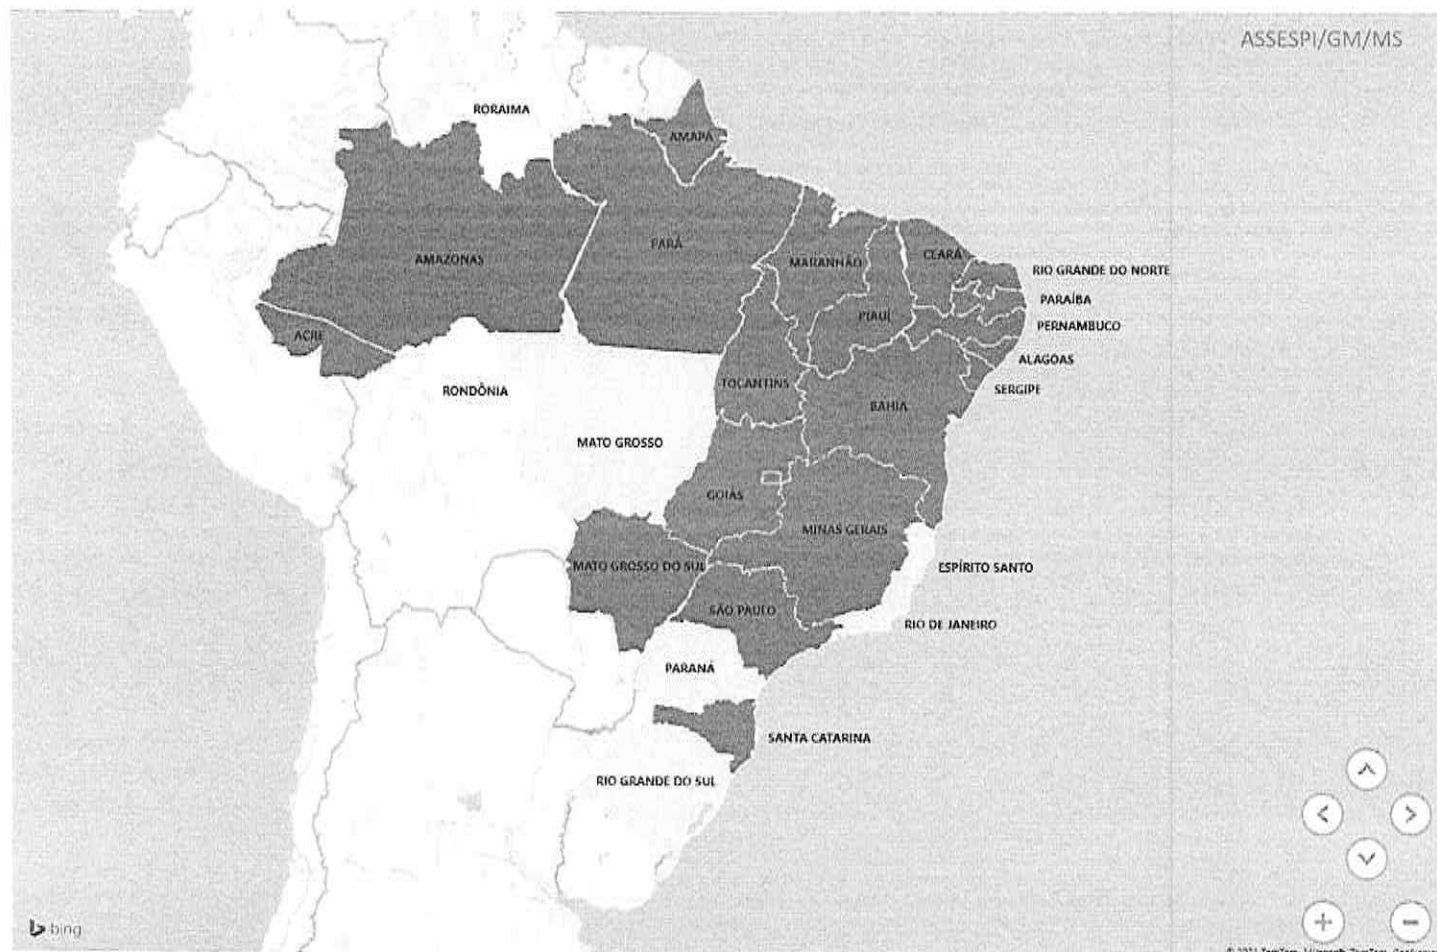 ASSESPI/GM/MS
RORAIMA
AMAPÁ
AMAZONAS
PARÁ
MARANHÃO
CEARÁ
RIO GRANDE DO NORTE
PARAÍBA
PIAUÍ
PERNAMBUCO
ACRE
ALAGOAS
TOCANTINS
SERGIPE
RONDÔNIA
BAHIA
MATO GROSSO
GOIÁS
MINAS GERAIS
MATO GROSSO DO SUL
ESPÍRITO SANTO
SÃO PAULO
RIO DE JANEIRO
PARANÁ
SANTA CATARINA
RIO GRANDE DO SUL
bing